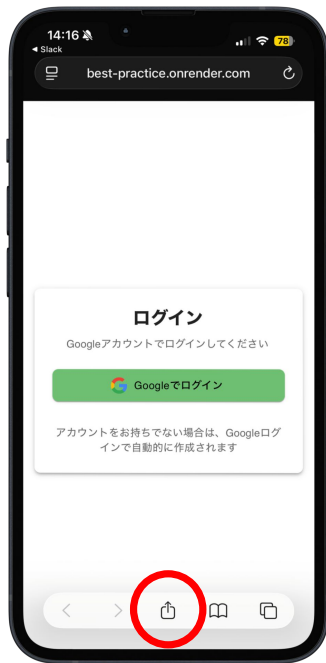 14:16
◀ Slack
78
best-practice.onrender.com
ログイン
Googleアカウントでログインしてください
Googleでログイン
アカウントをお持ちでない場合は、Googleログ
インで自動的に作成されます